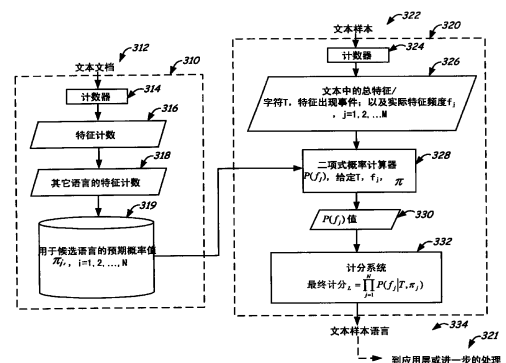 312
文本文档
310
计数器
314
特征计数
316
其它语言的特征计数
318
319
用于候选语言的预期概率值
πj,, i=1,2,...,N
322
文本样本
320
计数器
324
326
文本中的总特征/
字符T, 特征出现事件; 以及实际特征频度fj
, j=1,2,...M
二项式概率计算器
P(fj), 给定T, fj, π
328
P(fj) 值
330
332
计分系统
最终计分L = ∏ P(fj|T,πj)
M
j=1
文本样本语言
334
321
到应用层或进一步的处理